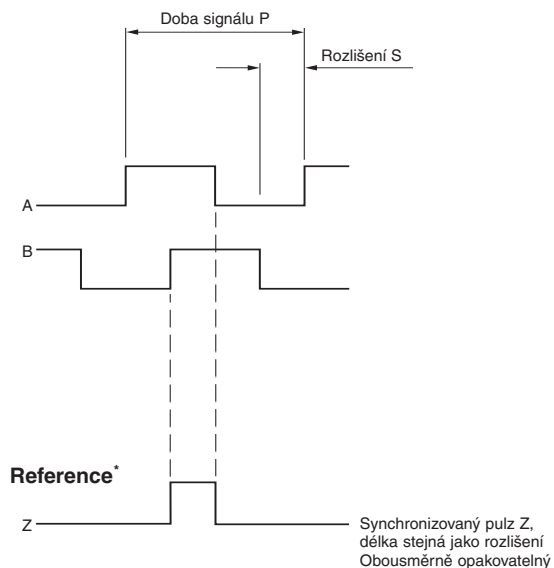 Doba signálu P
Rozlišení S
A
B
Reference*
Z
Synchronizovaný pulz Z,
délka stejná jako rozlišení
Obousměrně opakovatelný